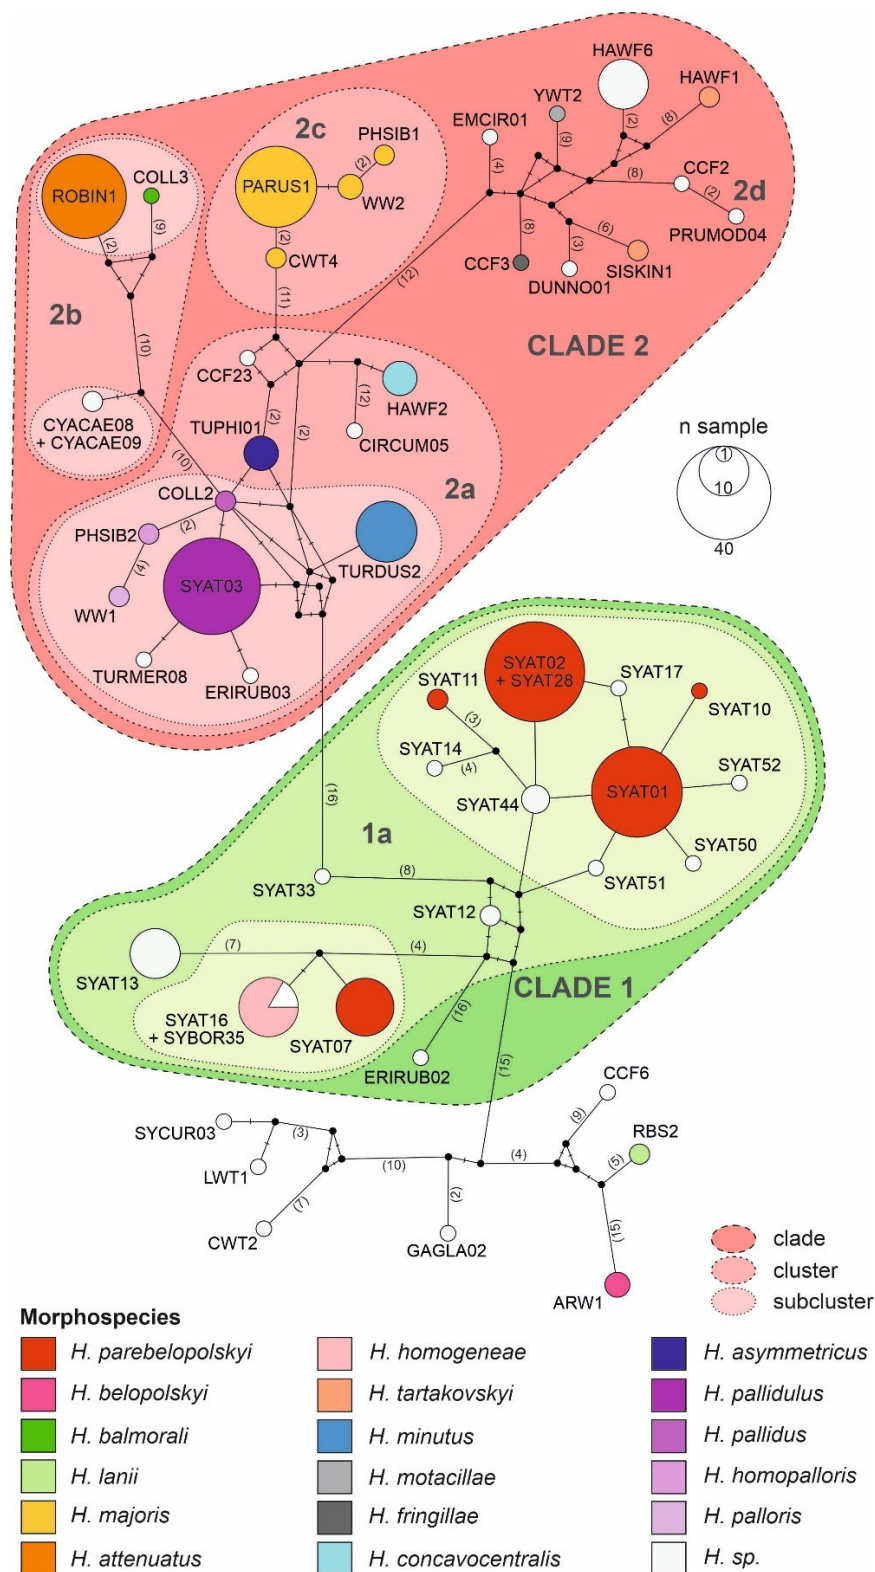 HAWF6
HAWF1
YWT2
(2)
(8)
EMCIR01
(9)
2c
PHSIB1
(4)
CCF2
(8)
(2)
2d
PRUMOD04
COLL3
ROBIN1
(9)
(2)
PARUS1
(2)
WW2
(2)
CWT4
(8)
(3)
(6)
CCF3
DUNNO01
SISKIN1
(12)
(11)
2b
CLADE 2
(10)
CCF23
HAWF2
(12)
CYACAE08
+ CYACAE09
TUPHI01
(2)
(2)
CIRCUM05
(10)
n sample
1
10
40
COLL2
2a
PHSIB2
(2)
(4)
SYAT03
TURDUS2
WW1
TURMER08
ERIRUB03
SYAT02
+ SYAT28
SYAT17
SYAT11
SYAT10
(3)
SYAT14
(4)
SYAT52
SYAT44
SYAT01
(16)
1a
SYAT50
SYAT51
SYAT33
(8)
SYAT12
(7)
(4)
SYAT13
CLADE 1
SYAT16
+ SYBOR35
SYAT07
(16)
ERIRUB02
(15)
CCF6
(9)
SYCUR03
(3)
RBS2
LWT1
(10)
(4)
(5)
(7)
(2)
CWT2
GAGLA02
(15)
ARW1
clade
cluster
subcluster
Morphospecies
H. parebelopolskyi
H. homogeneae
H. asymmetricus
H. belopolskyi
H. tartakovskyi
H. pallidulus
H. balmorali
H. minutus
H. pallidus
H. lanii
H. motacillae
H. homopalloris
H. majoris
H. fringillae
H. palloris
H. attenuatus
H. concavocentralis
H. sp.